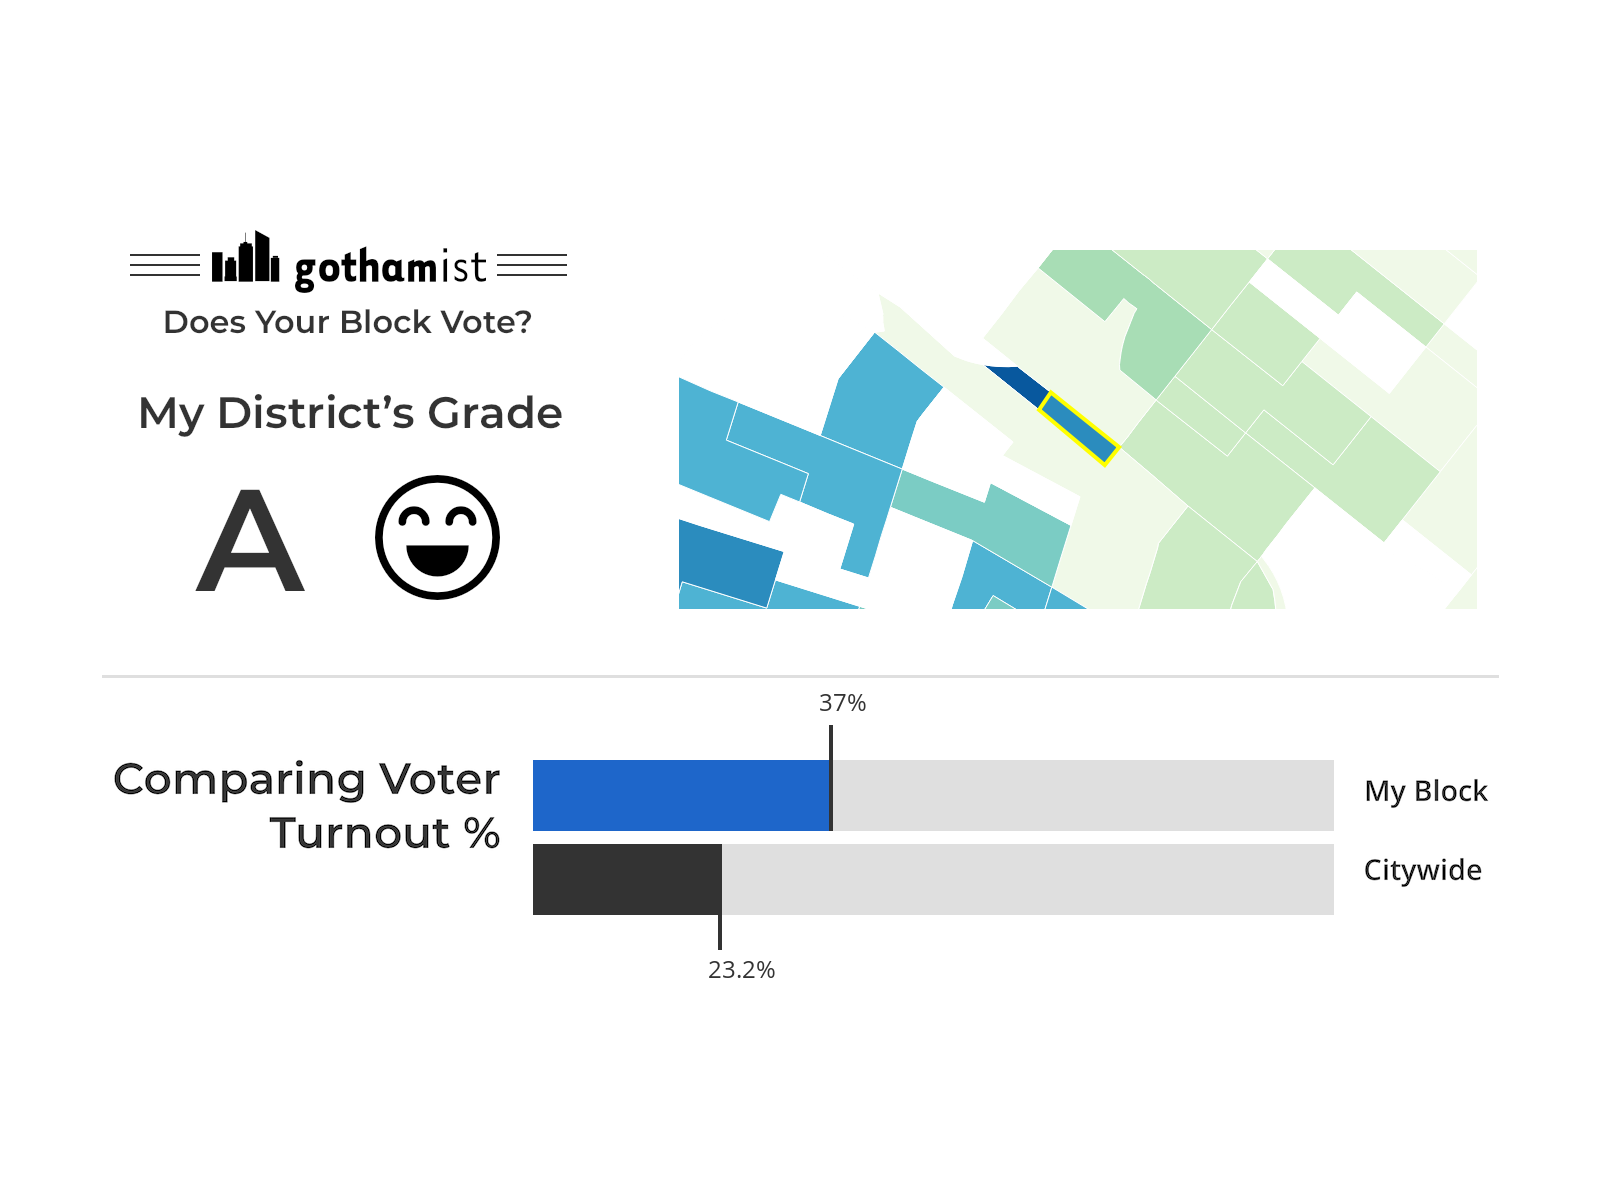 gothamist
Does Your Block Vote?
My District’s Grade
A
37%
Comparing Voter
Turnout %
My Block
Citywide
23.2%